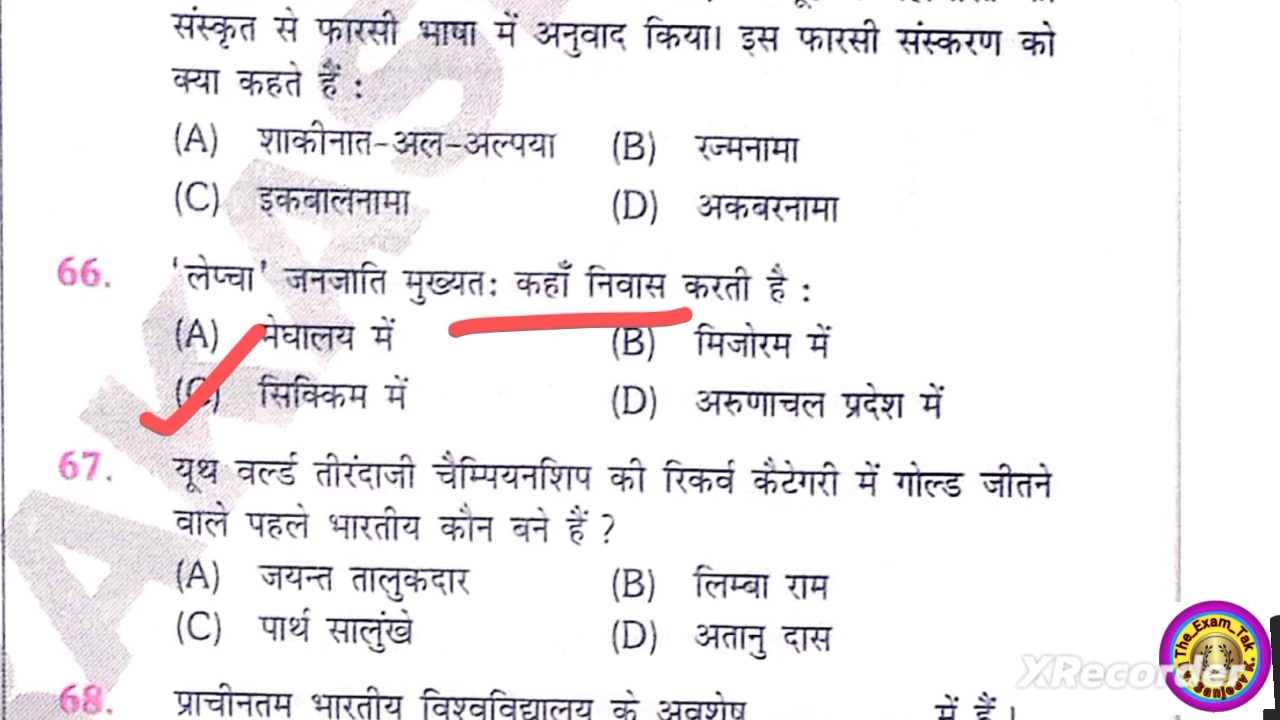 संस्कृत से फारसी भाषा में अनुवाद किया। इस फारसी संस्करण को
क्या कहते हैं :
(A) शाकीनात-अल-अल्पया (B) रज्मनामा
(C) इकबालनामा (D) अकबरनामा
66. 'लेप्चा' जनजाति मुख्यतः कहाँ निवास करती है :
(A) मेघालय में (B) मिजोरम में
(C) सिक्किम में (D) अरुणाचल प्रदेश में
67. यूथ वर्ल्ड तीरंदाजी चैम्पियनशिप की रिकर्व कैटेगरी में गोल्ड जीतने
वाले पहले भारतीय कौन बने हैं ?
(A) जयन्त तालुकदार (B) लिम्बा राम
(C) पार्थ सालुंखे (D) अतानु दास
68. प्राचीनतम भारतीय विश्वविद्यालय के अवशेष ______ में हैं।
The_Exam_Tak
Sanjeev K.
XRecorder